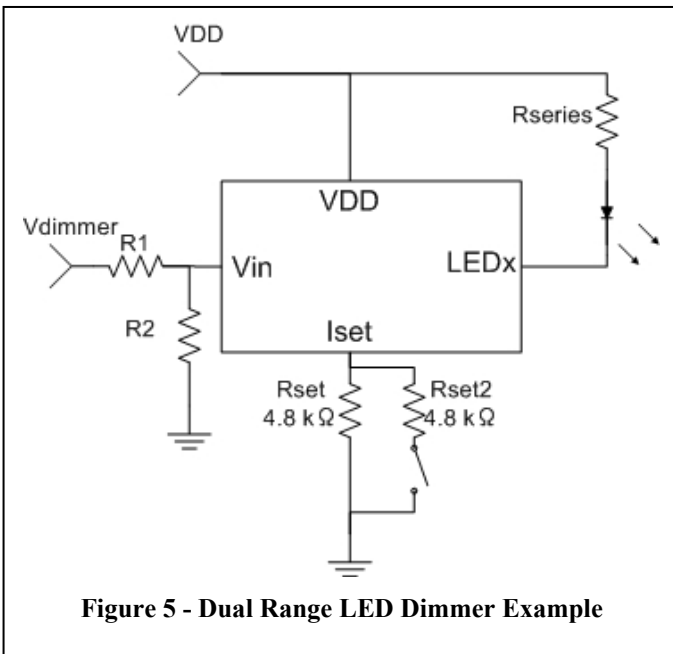 VDD
Rseries
VDD
Vdimmer
R1
Vin
LEDx
R2
Iset
Rset
4.8 kΩ
Rset2
4.8 kΩ
Figure 5 - Dual Range LED Dimmer Example